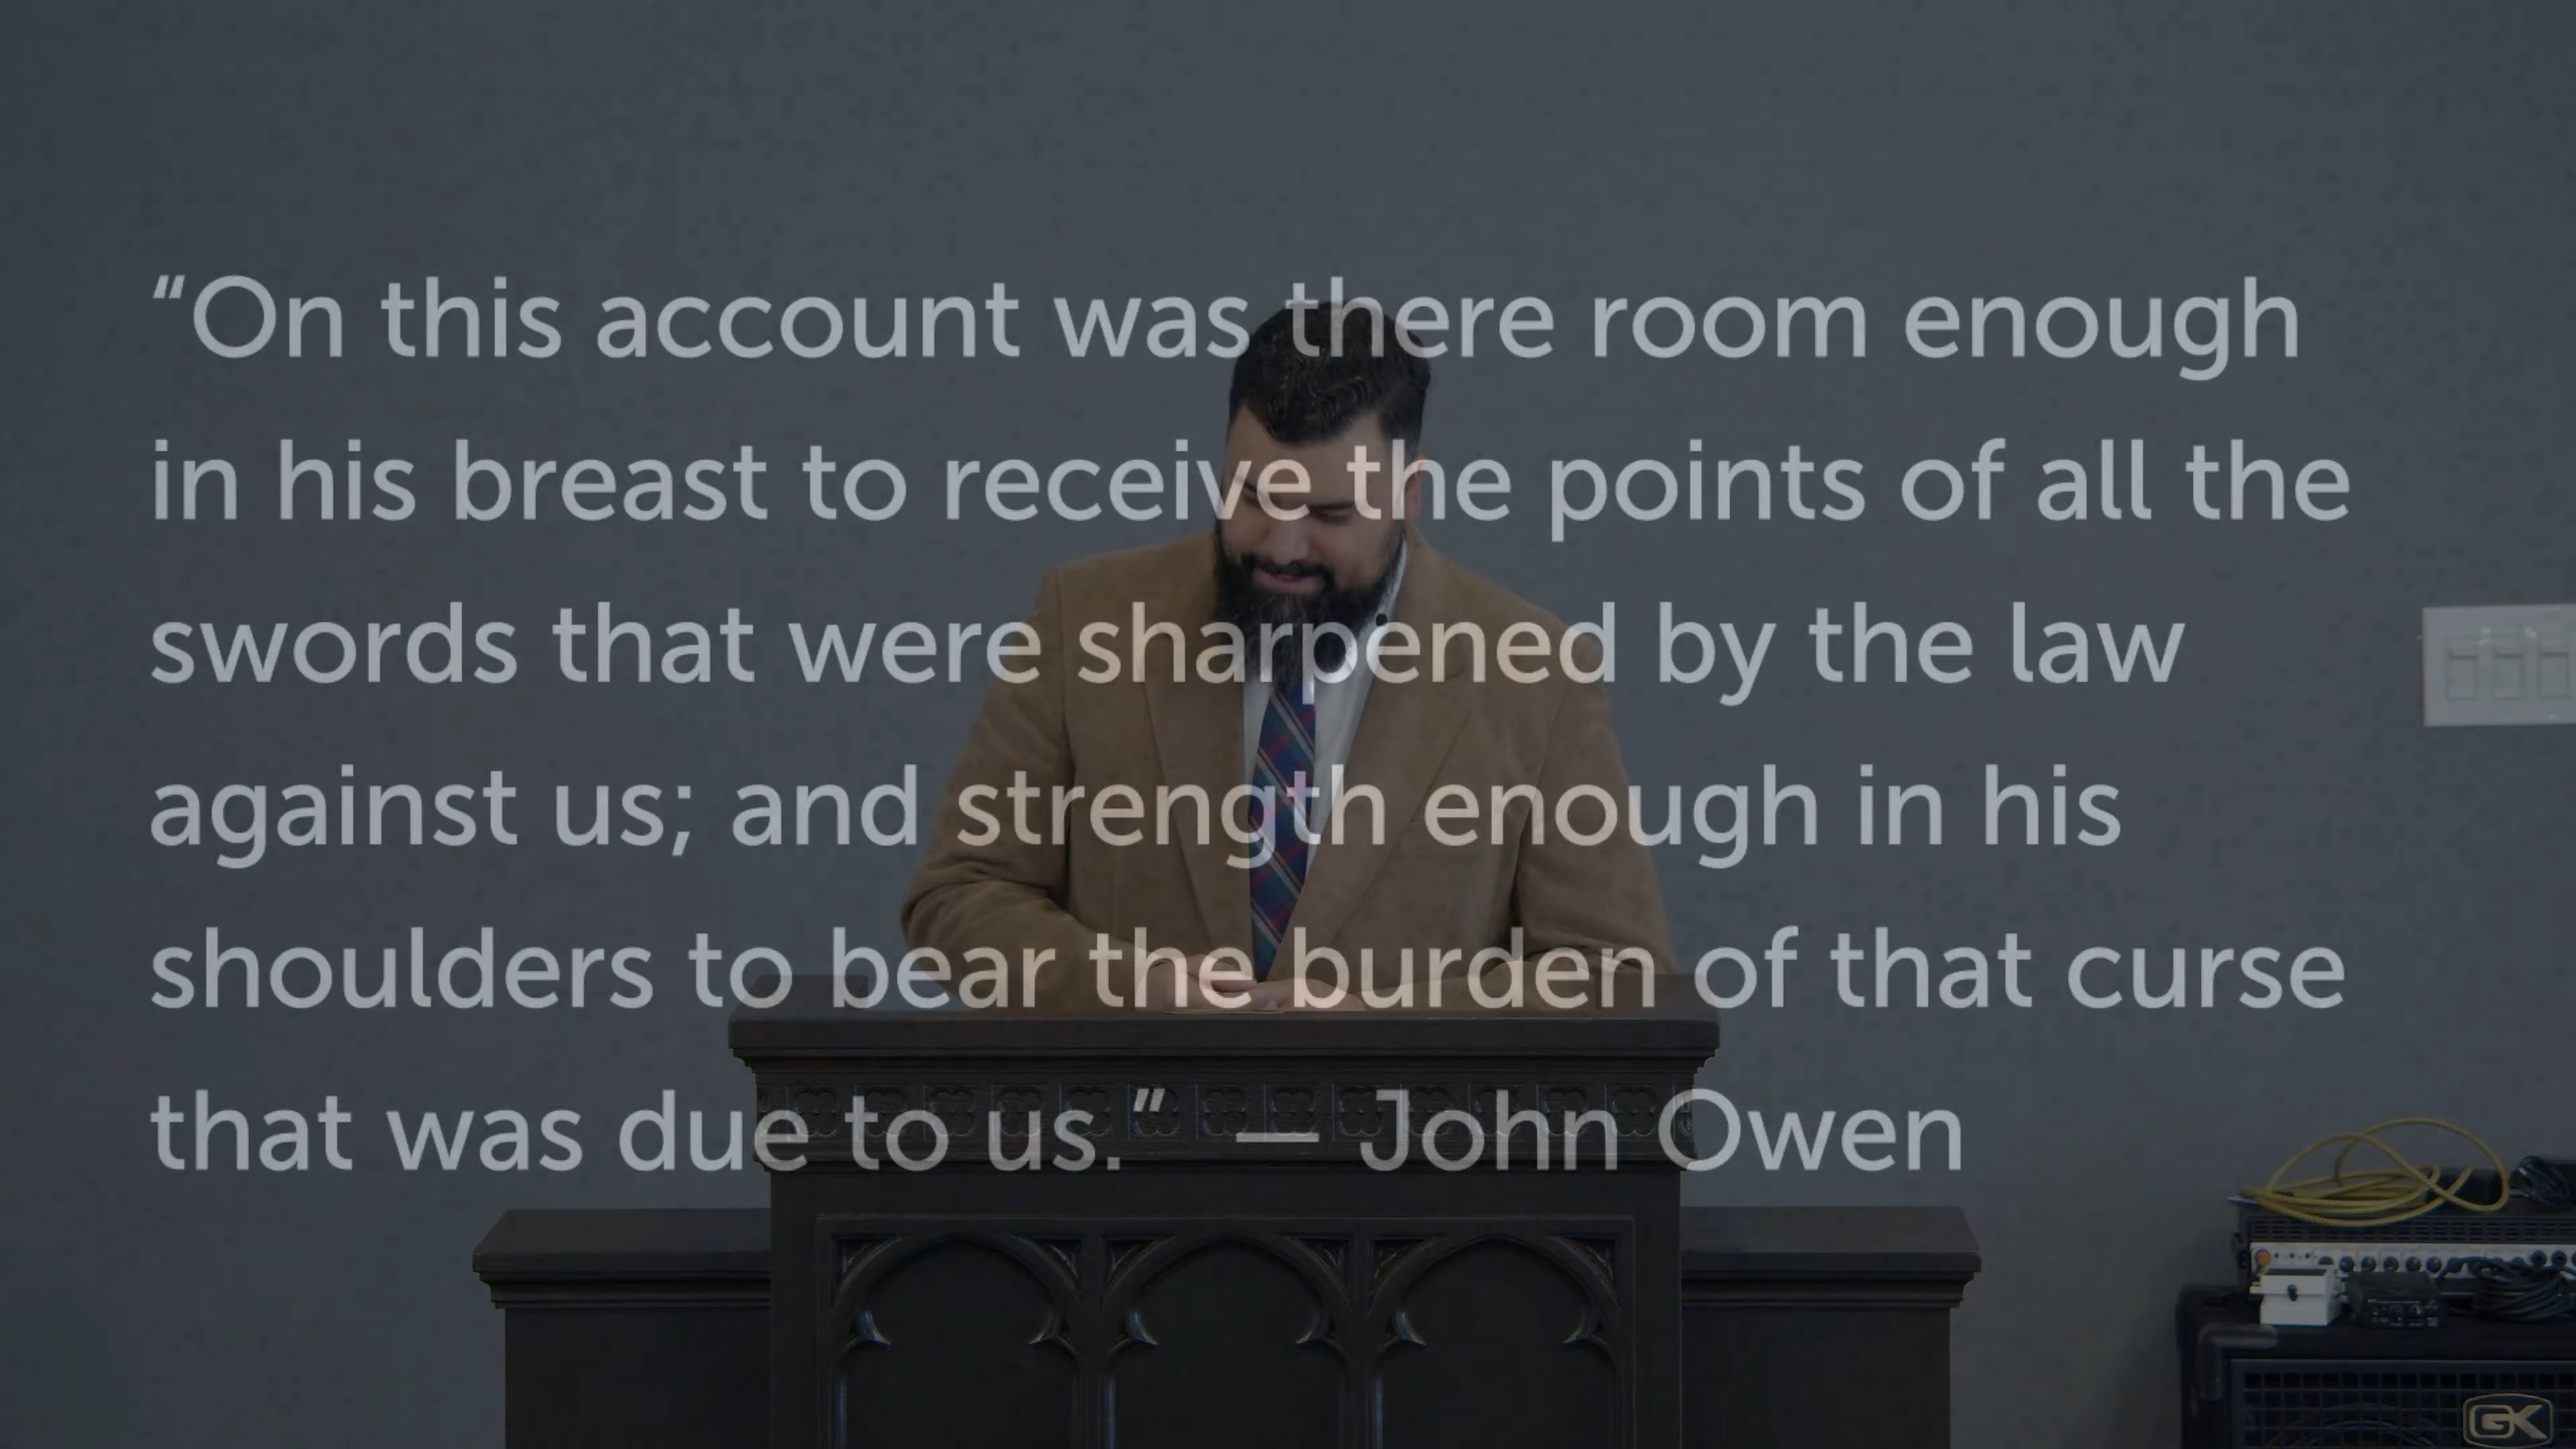 “On this account was there room enough
in his breast to receive the points of all the
swords that were sharpened by the law
against us; and strength enough in his
shoulders to bear the burden of that curse
that was due to us.” — John Owen
GK